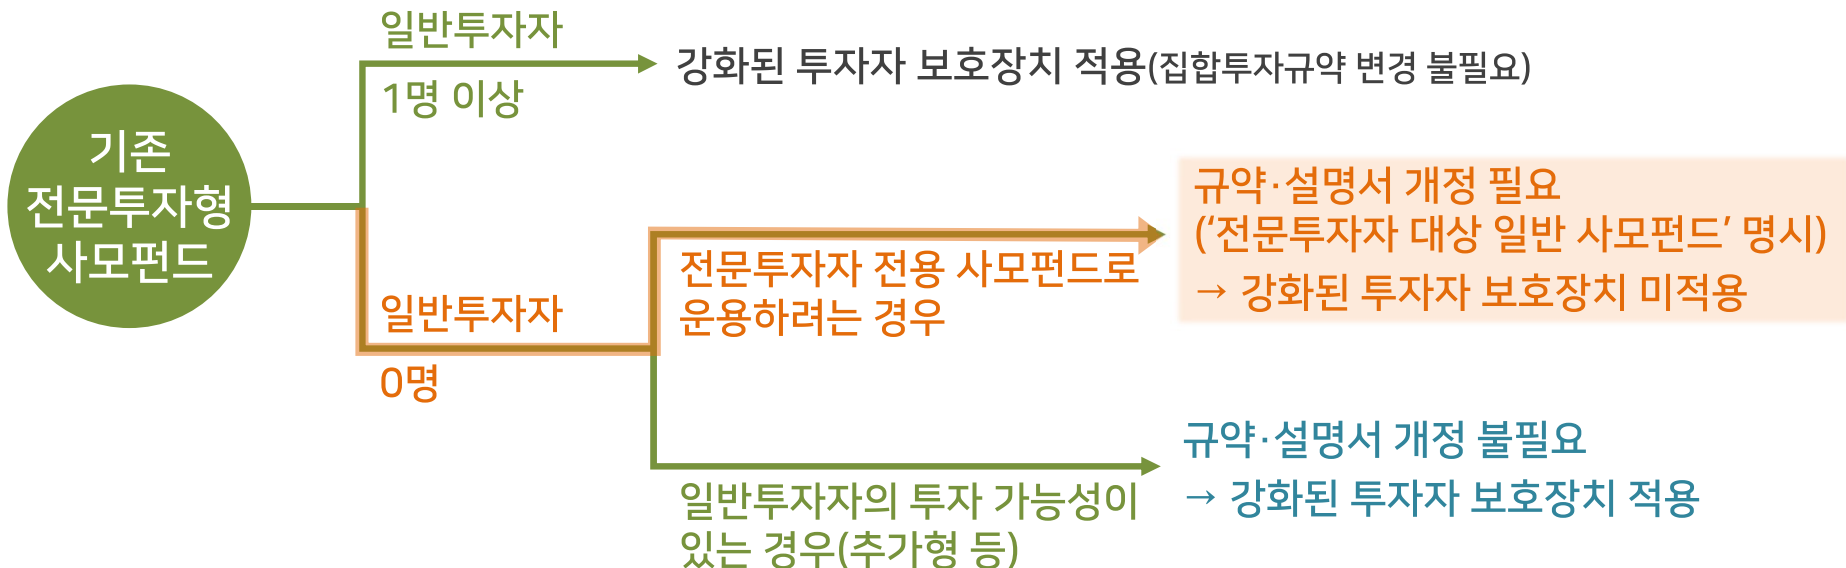 기존
전문투자형
사모펀드
일반투자자
1명 이상
강화된 투자자 보호장치 적용(집합투자규약 변경 불필요)
일반투자자
0명
전문투자자 전용 사모펀드로
운용하려는 경우
규약·설명서 개정 필요
(‘전문투자자 대상 일반 사모펀드’ 명시)
→ 강화된 투자자 보호장치 미적용
일반투자자의 투자 가능성이
있는 경우(추가형 등)
규약·설명서 개정 불필요
→ 강화된 투자자 보호장치 적용